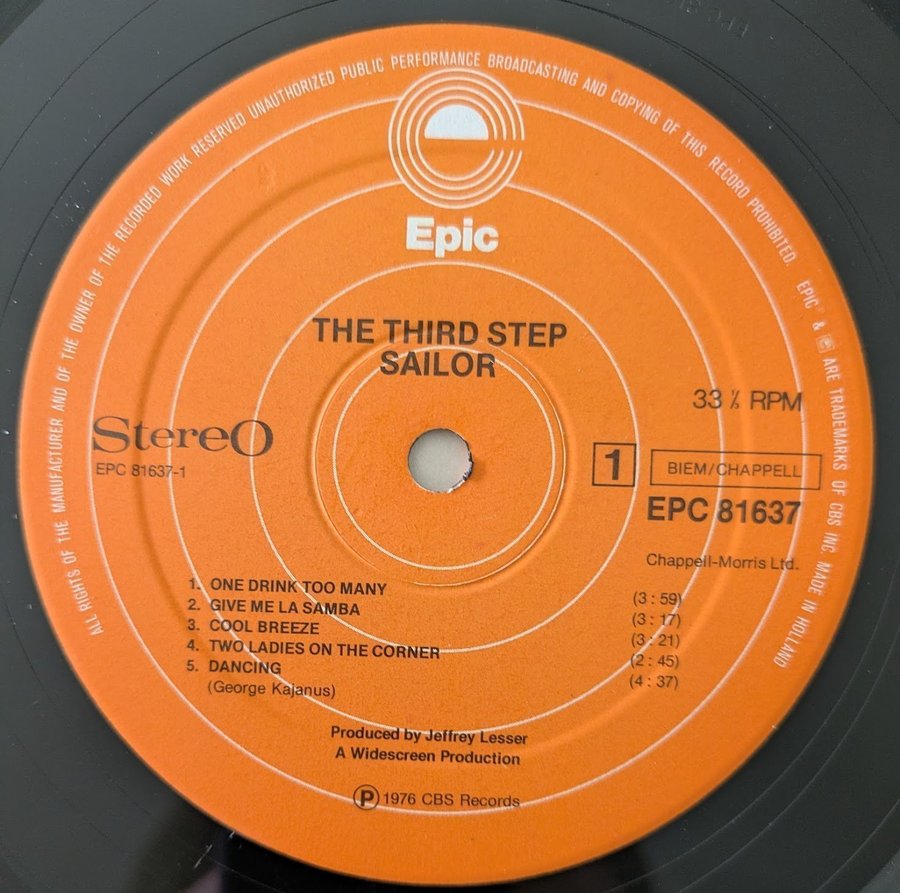 ALL RIGHTS OF THE MANUFACTURER AND OF THE OWNER OF THE RECORDED WORK RESERVED UNAUTHORIZED PUBLIC PERFORMANCE BROADCASTING AND COPYING OF THIS RECORD PROHIBITED. EPIC® & ARE TRADEMARKS OF CBS INC. MADE IN HOLLAND
Epic
THE THIRD STEP
SAILOR
33 ⅓ RPM
Stereo
EPC 81637-1
1
BIEM/CHAPPELL
EPC 81637
Chappell-Morris Ltd.
1. ONE DRINK TOO MANY (3 : 59)
2. GIVE ME LA SAMBA (3 : 17)
3. COOL BREEZE (3 : 21)
4. TWO LADIES ON THE CORNER (2 : 45)
5. DANCING (4 : 37)
(George Kajanus)
Produced by Jeffrey Lesser
A Widescreen Production
Ⓟ 1976 CBS Records